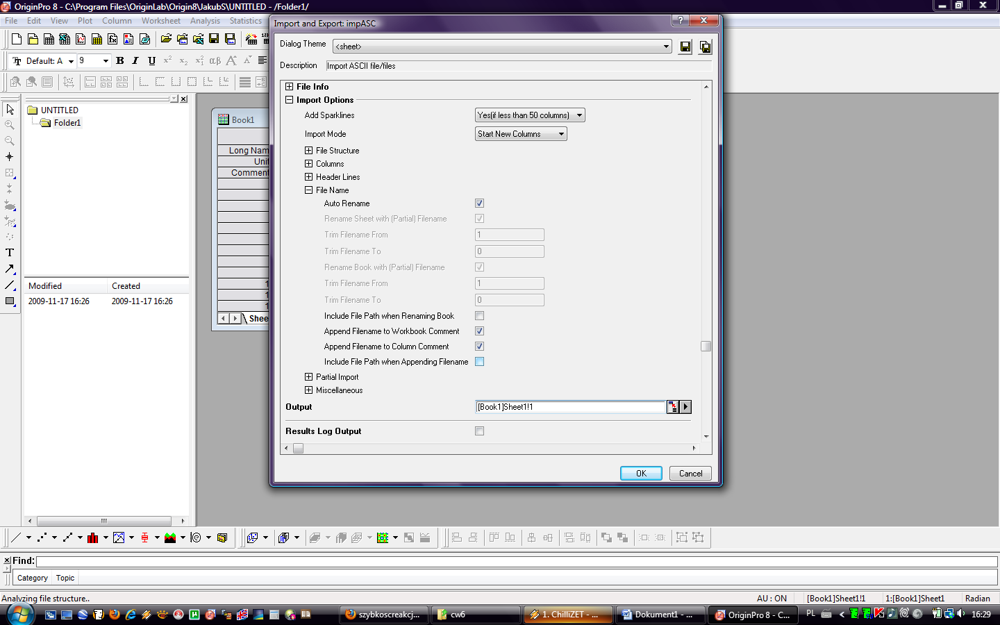 OriginPro 8 - C:\Program Files\OriginLab\Origin8\JakubS\UNTITLED - /Folder1/
File Edit View Plot Column Worksheet Analysis Statistics
Import and Export: impASC
Dialog Theme <sheet>
Description Import ASCII file/files
Default: A 9 B I U
File Info
Import Options
Add Sparklines Yes(if less than 50 columns)
Import Mode Start New Columns
File Structure
Columns
Header Lines
File Name
Auto Rename
Rename Sheet with (Partial) Filename
Trim Filename From 1
Trim Filename To 0
Rename Book with (Partial) Filename
Trim Filename From 1
Trim Filename To 0
Include File Path when Renaming Book
Append Filename to Workbook Comment
Append Filename to Column Comment
Include File Path when Appending Filename
Partial Import
Miscellaneous
Output [Book1]Sheet1!1
Results Log Output
OK Cancel
UNTITLED
Folder1
Book1
Long Nam
Unit
Comment
1
1
1
Shee
Modified Created
2009-11-17 16:26 2009-11-17 16:26
Find:
Category Topic
Analyzing file structure..
AU : ON [Book1]Sheet1!1 1:[Book1]Sheet1 Radian
szybkoscreakcj... cw6 1. ChilliZET - ... Dokument1 - ... OriginPro 8 - C... PL 16:29